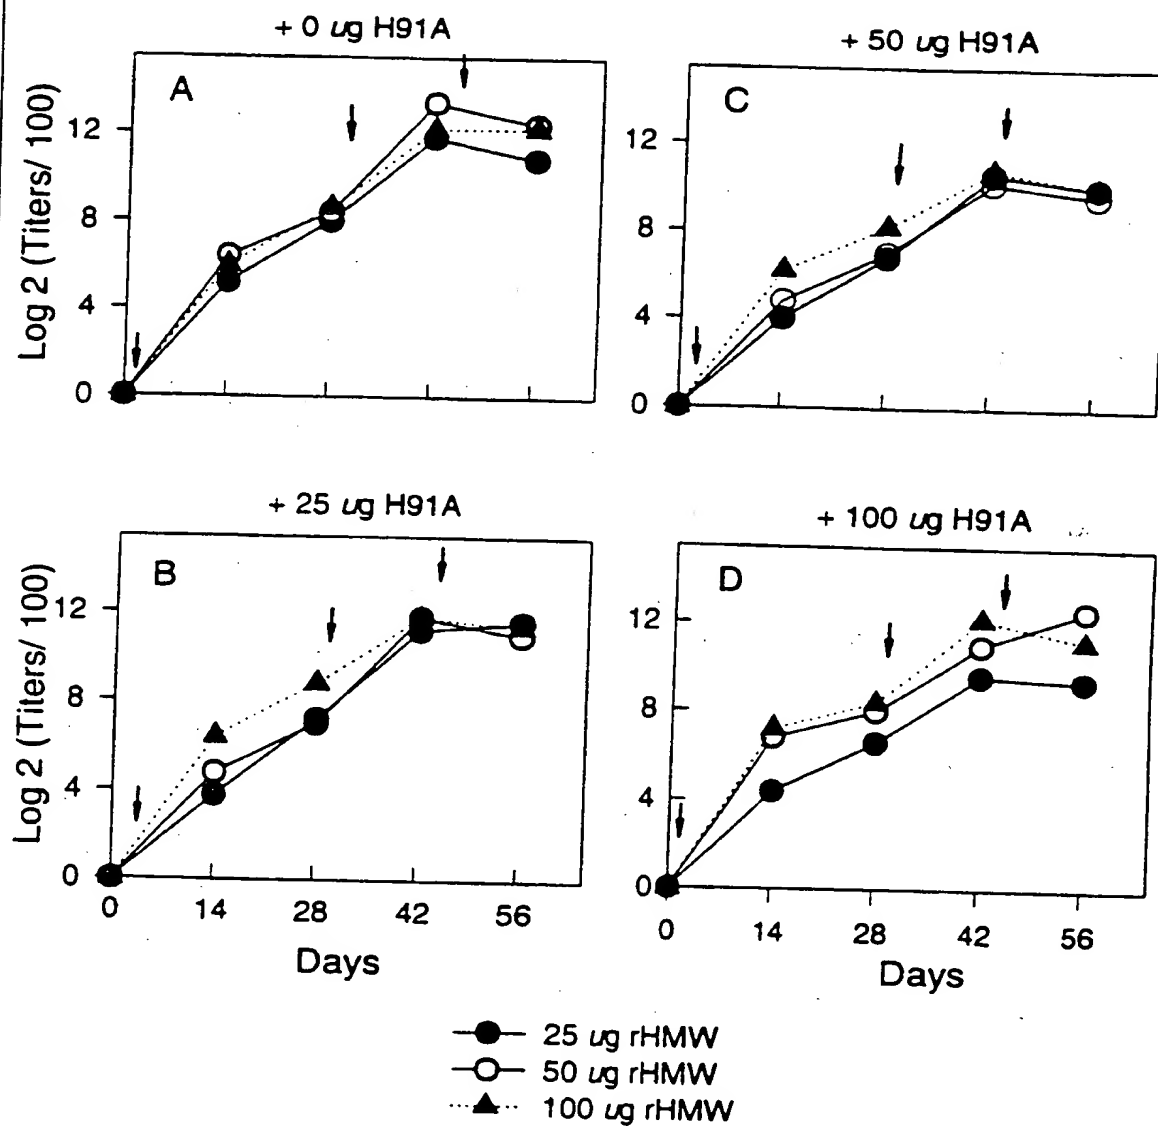 + 0 ug H91A
A
12
8
4
0
Log 2 (Titers/ 100)
+ 50 ug H91A
C
12
8
4
0
+ 25 ug H91A
B
12
8
4
0
Log 2 (Titers/ 100)
0 14 28 42 56
Days
+ 100 ug H91A
D
12
8
4
0
0 14 28 42 56
Days
25 ug rHMW
50 ug rHMW
100 ug rHMW